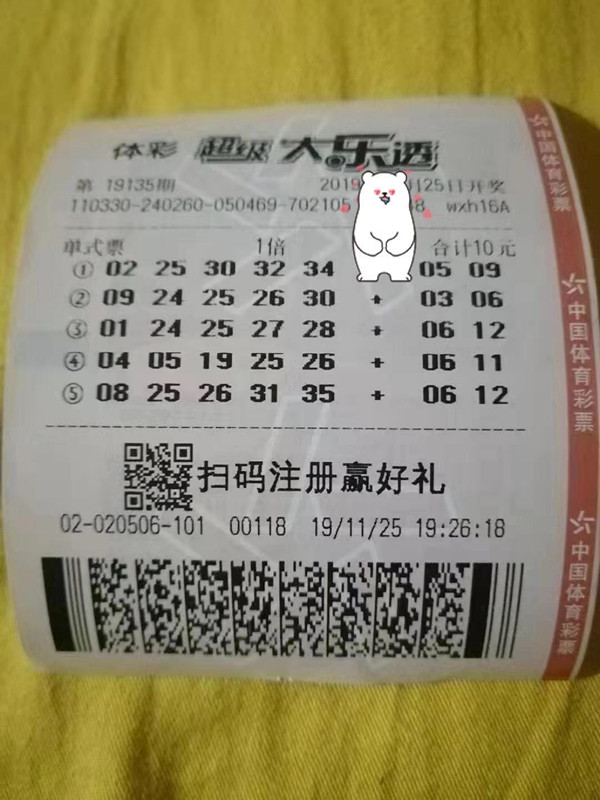 体彩 超级大乐透
第 19135期 2019 25日开奖
110330-240260-050469-702105 8 wxh16A
单式票 1倍 合计10元
① 02 25 30 32 34 05 09
② 09 24 25 26 30 + 03 06
③ 01 24 25 27 28 + 06 12
④ 04 05 19 25 26 + 06 11
⑤ 08 25 26 31 35 + 06 12
扫码注册赢好礼
02-020506-101 00118 19/11/25 19:26:18
中国体育彩票
中国体育彩票
中国体育彩票